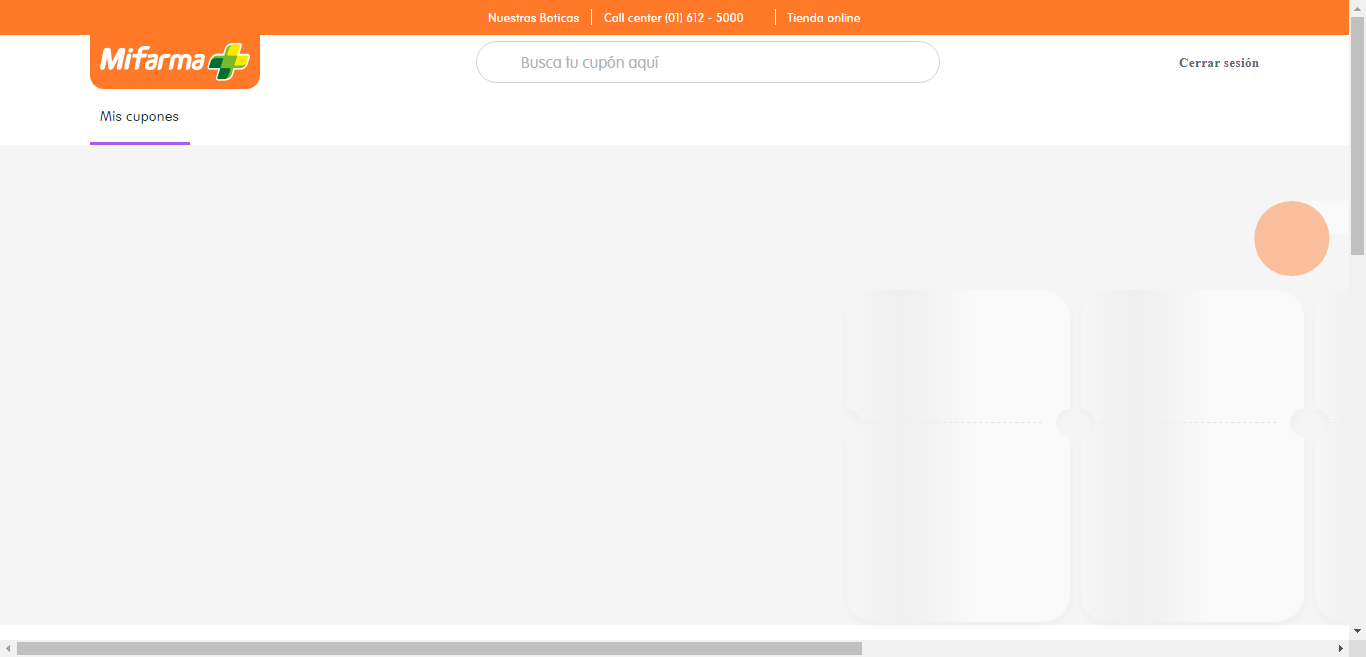 Nuestras Boticas
Call center (01) 612 - 5000
Tienda online
Mifarma
Busca tu cupón aquí
Cerrar sesión
Mis cupones